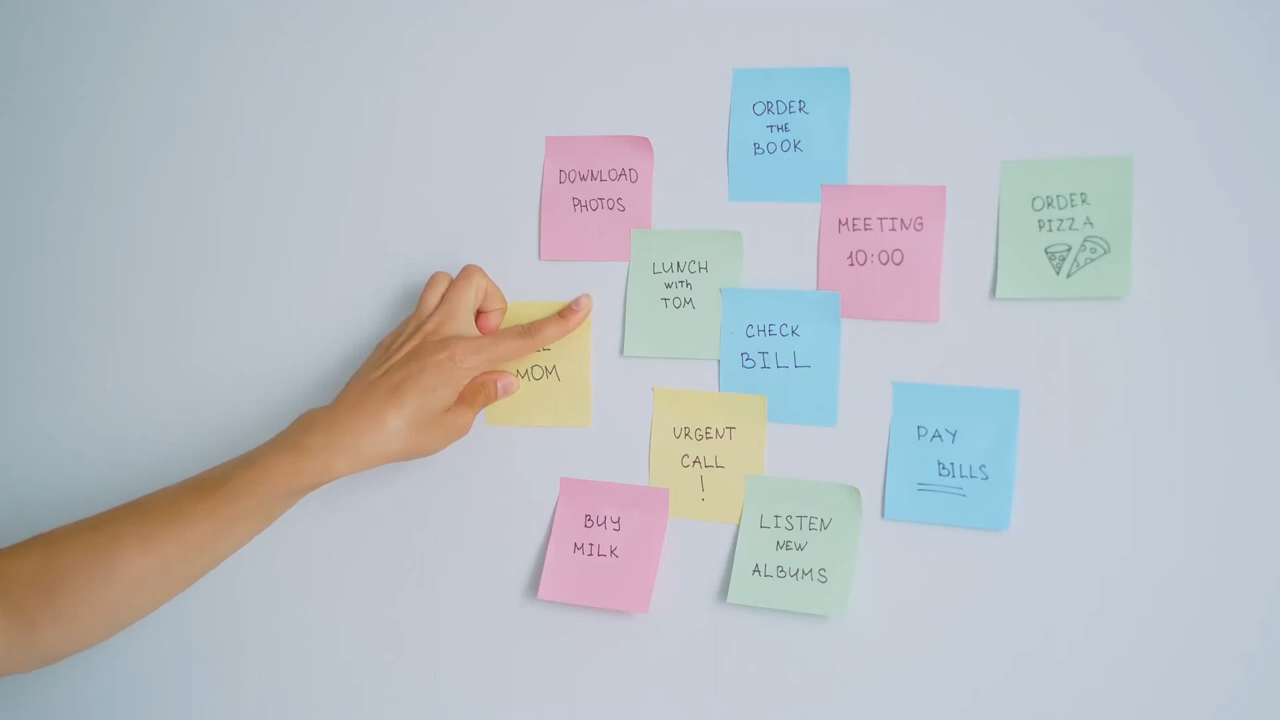 ORDER
THE
BOOK
DOWNLOAD
PHOTOS
MEETING
10:00
ORDER
PIZZA
LUNCH
with
TOM
CHECK
BILL
MOM
URGENT
CALL
!
PAY
BILLS
BUY
MILK
LISTEN
NEW
ALBUMS